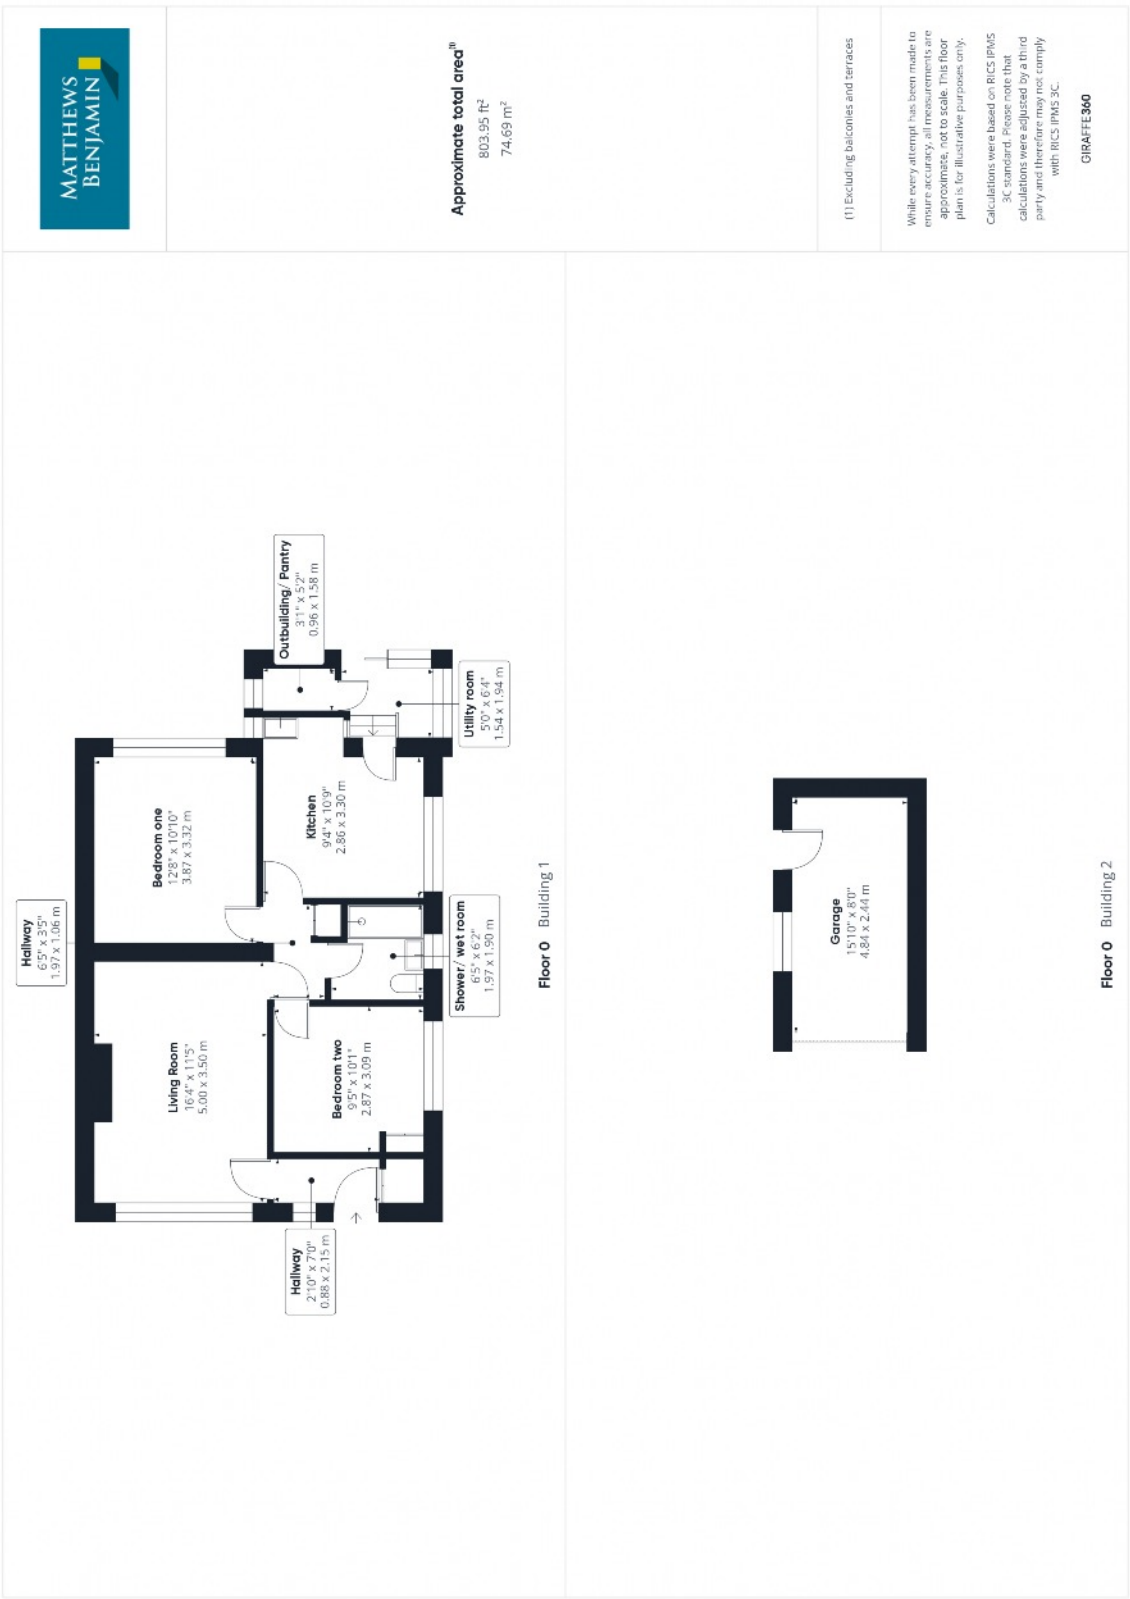 MATTHEWS
BENJAMIN
Approximate total area(1)
803.95 ft²
74.69 m²
(1) Excluding balconies and terraces
While every attempt has been made to
ensure accuracy, all measurements are
approximate, not to scale. This floor
plan is for illustrative purposes only.
Calculations were based on RICS IPMS
3C standard. Please note that
calculations were adjusted by a third
party and therefore may not comply
with RICS IPMS 3C.
GIRAFFE360
Hallway
6'5" x 3'5"
1.97 x 1.06 m
Bedroom one
12'8" x 10'10"
3.87 x 3.32 m
Outbuilding/ Pantry
3'1" x 5'2"
0.96 x 1.58 m
Living Room
16'4" x 11'5"
5.00 x 3.50 m
Kitchen
9'4" x 10'9"
2.86 x 3.30 m
Utility room
5'0" x 6'4"
1.54 x 1.94 m
Bedroom two
9'5" x 10'1"
2.87 x 3.09 m
Shower/ wet room
6'5" x 6'2"
1.97 x 1.90 m
Hallway
2'10" x 7'0"
0.88 x 2.15 m
Floor 0 Building 1
Garage
15'10" x 8'0"
4.84 x 2.44 m
Floor 0 Building 2